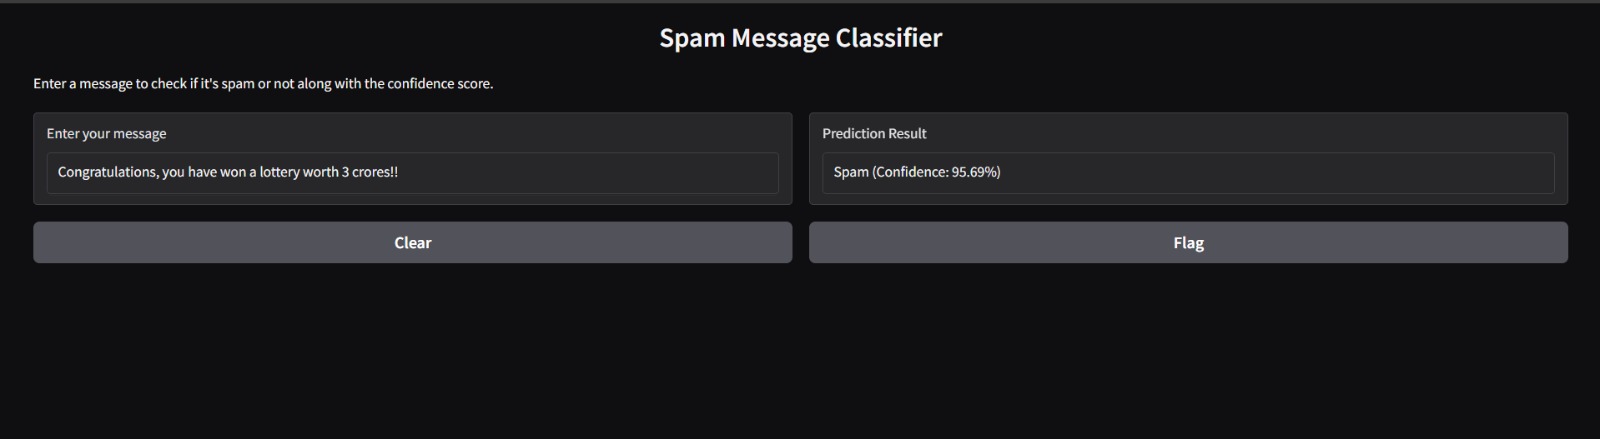 Spam Message Classifier
Enter a message to check if it's spam or not along with the confidence score.
Enter your message
Congratulations, you have won a lottery worth 3 crores!!
Prediction Result
Spam (Confidence: 95.69%)
Clear
Flag